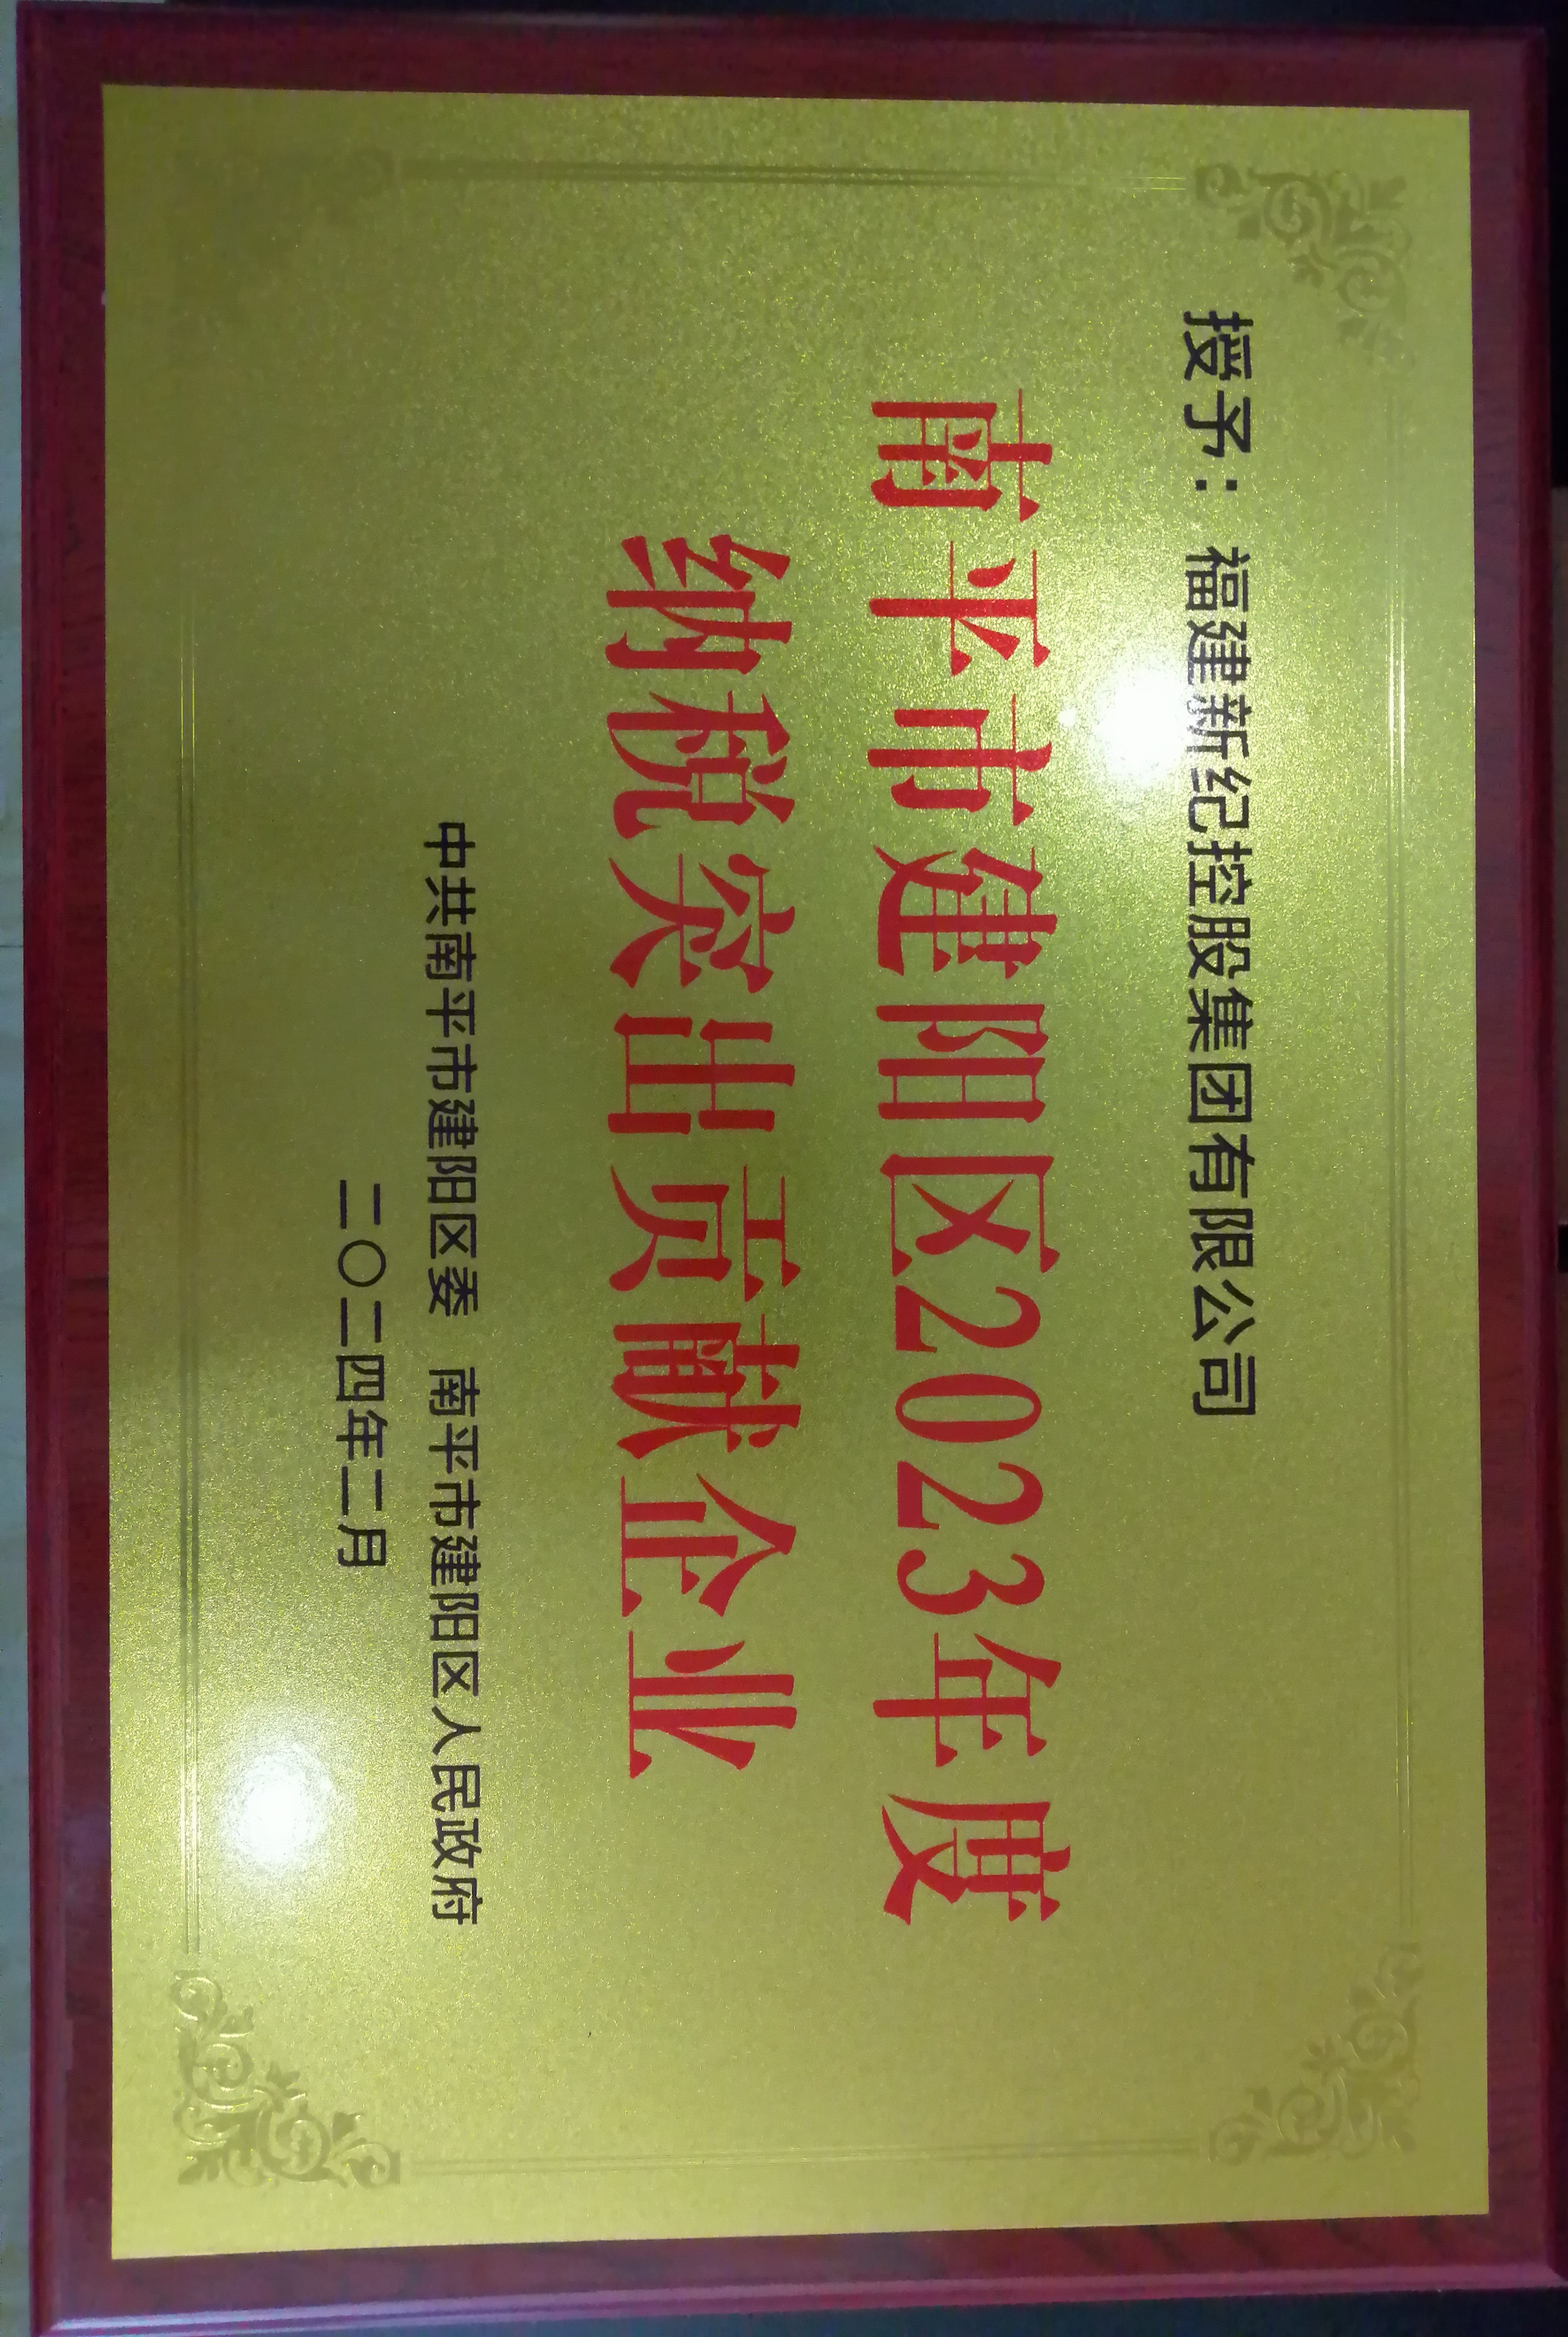 授予：福建新纪控股集团有限公司
南平市建阳区2023年度
纳税突出贡献企业
中共南平市建阳区委 南平市建阳区人民政府
二〇二四年二月